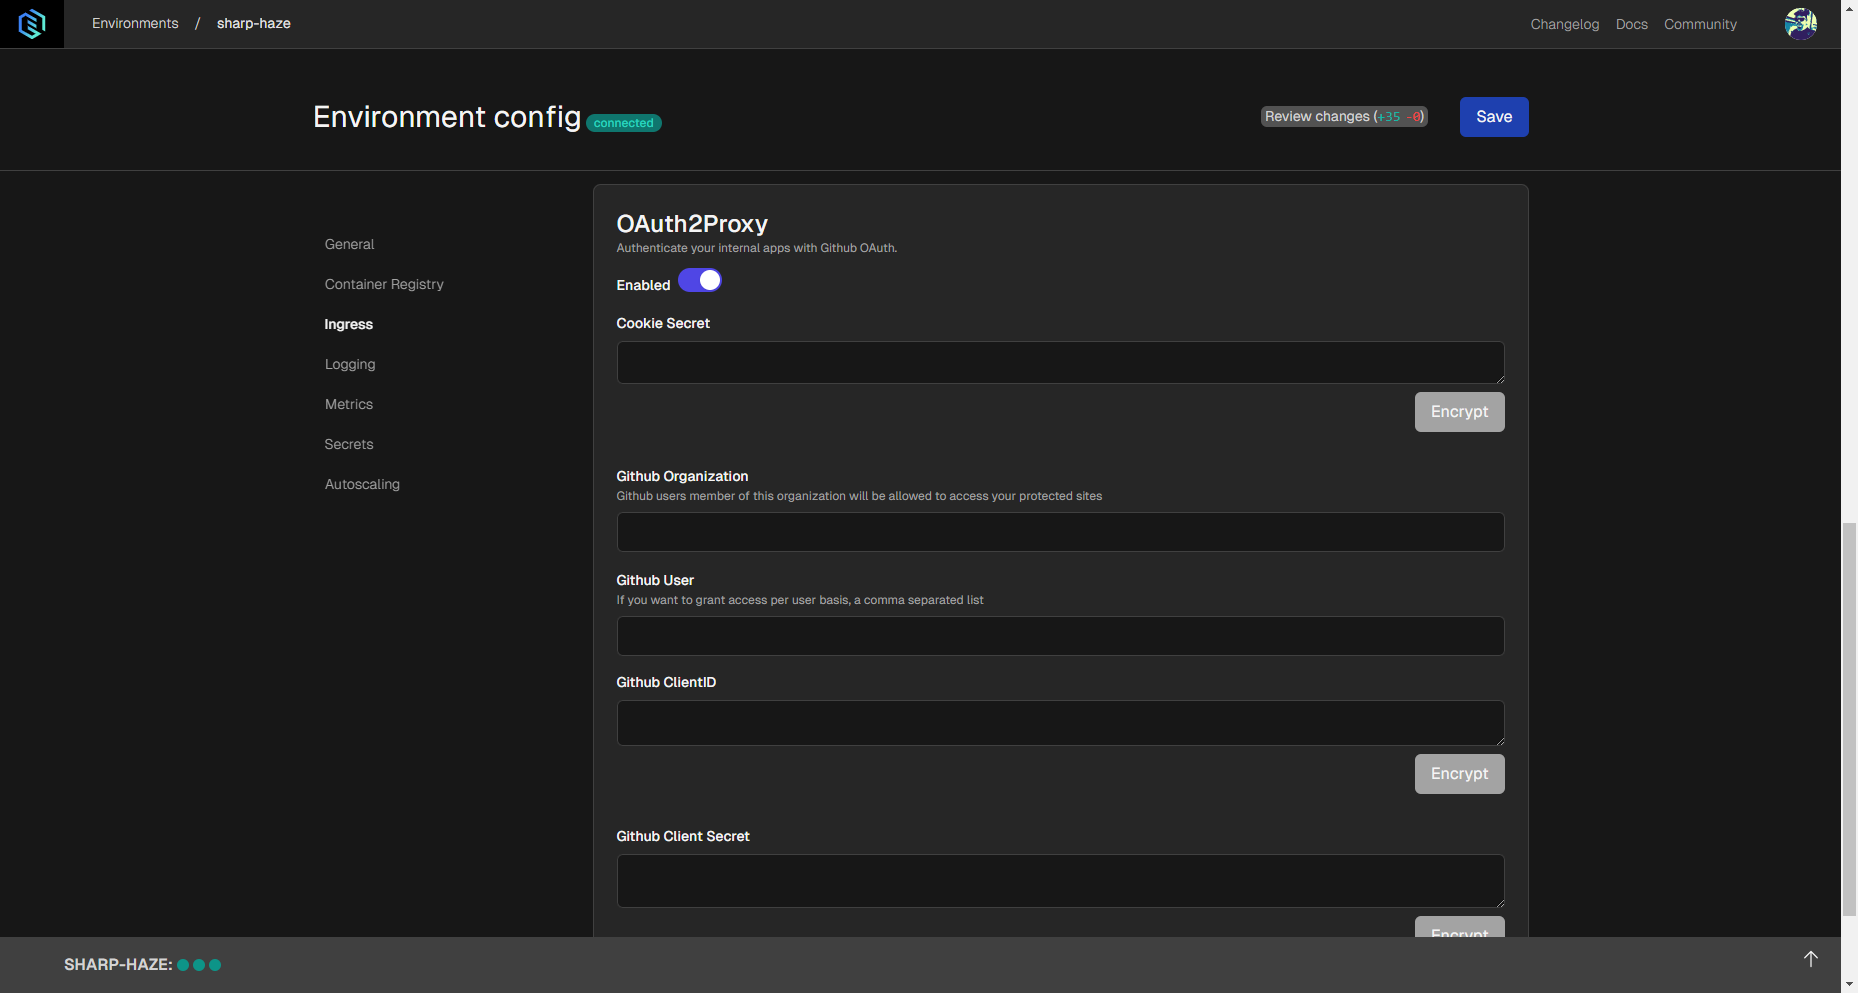 Environments / sharp-haze
Changelog Docs Community
Environment config connected
Review changes (+35 -0)
Save
General
Container Registry
Ingress
Logging
Metrics
Secrets
Autoscaling
OAuth2Proxy
Authenticate your internal apps with Github OAuth.
Enabled
Cookie Secret
Encrypt
Github Organization
Github users member of this organization will be allowed to access your protected sites
Github User
If you want to grant access per user basis, a comma separated list
Github ClientID
Encrypt
Github Client Secret
Encrypt
SHARP-HAZE: